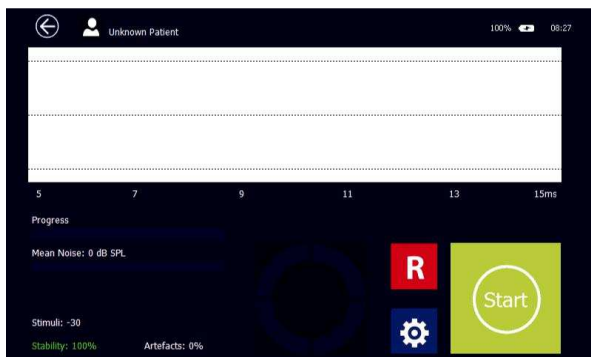 Unknown Patient 100% 08:27
5 7 9 11 13 15ms
Progress
Mean Noise: 0 dB SPL
R
Start
Stimuli: -30
Stability: 100% Artefacts: 0%